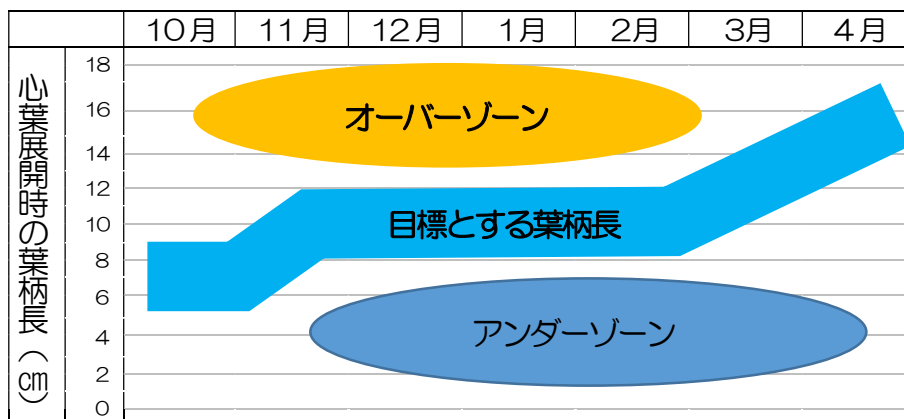 10月 11月 12月 1月 2月 3月 4月
心葉展開時の葉柄長(㎝)
18
16
14
12
10
8
6
4
2
0
オーバーゾーン
目標とする葉柄長
アンダーゾーン